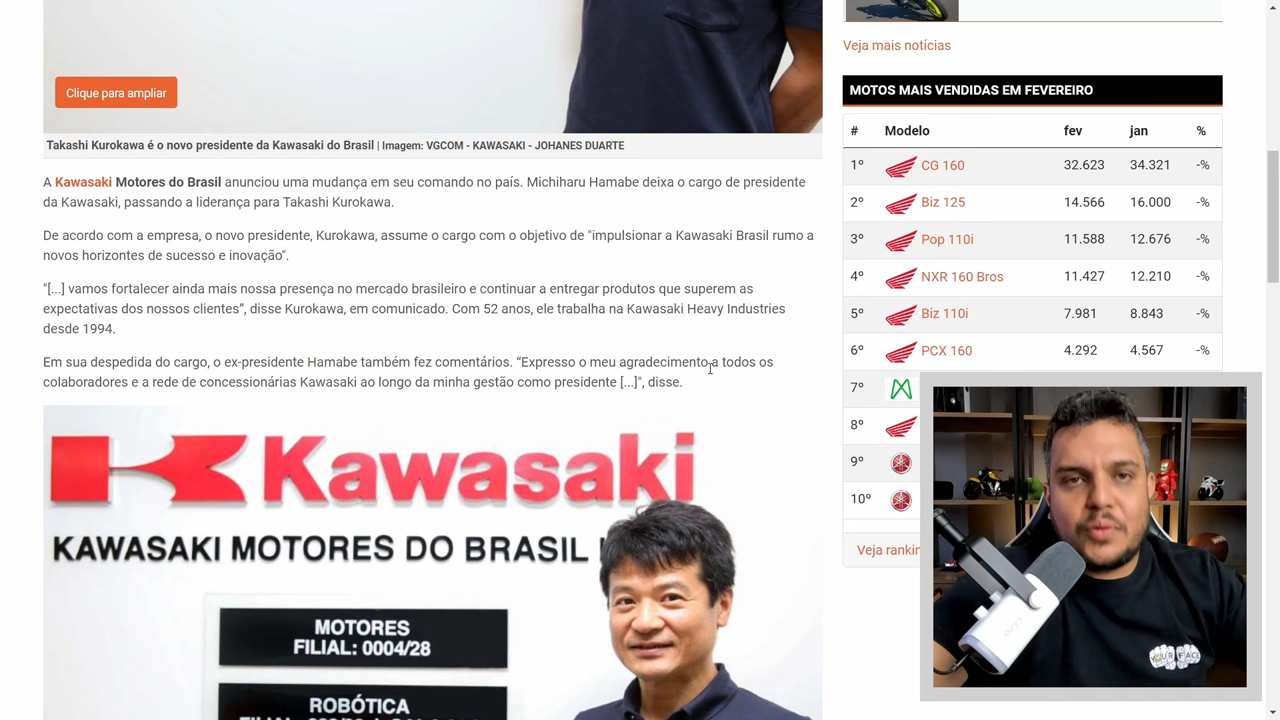 Clique para ampliar
Takashi Kurokawa é o novo presidente da Kawasaki do Brasil | Imagem: VGCOM - KAWASAKI - JOHANES DUARTE
A Kawasaki Motores do Brasil anunciou uma mudança em seu comando no país. Michiharu Hamabe deixa o cargo de presidente
da Kawasaki, passando a liderança para Takashi Kurokawa.
De acordo com a empresa, o novo presidente, Kurokawa, assume o cargo com o objetivo de "impulsionar a Kawasaki Brasil rumo a
novos horizontes de sucesso e inovação".
"[...] vamos fortalecer ainda mais nossa presença no mercado brasileiro e continuar a entregar produtos que superem as
expectativas dos nossos clientes”, disse Kurokawa, em comunicado. Com 52 anos, ele trabalha na Kawasaki Heavy Industries
desde 1994.
Em sua despedida do cargo, o ex-presidente Hamabe também fez comentários. “Expresso o meu agradecimento a todos os
colaboradores e a rede de concessionárias Kawasaki ao longo da minha gestão como presidente [...]", disse.
Kawasaki
KAWASAKI MOTORES DO BRASIL
MOTORES
FILIAL: 0004/28
ROBÓTICA
Veja mais notícias
MOTOS MAIS VENDIDAS EM FEVEREIRO
# Modelo fev jan %
1º CG 160 32.623 34.321 -%
2º Biz 125 14.566 16.000 -%
3º Pop 110i 11.588 12.676 -%
4º NXR 160 Bros 11.427 12.210 -%
5º Biz 110i 7.981 8.843 -%
6º PCX 160 4.292 4.567 -%
7º
8º
9º
10º
Veja rankin